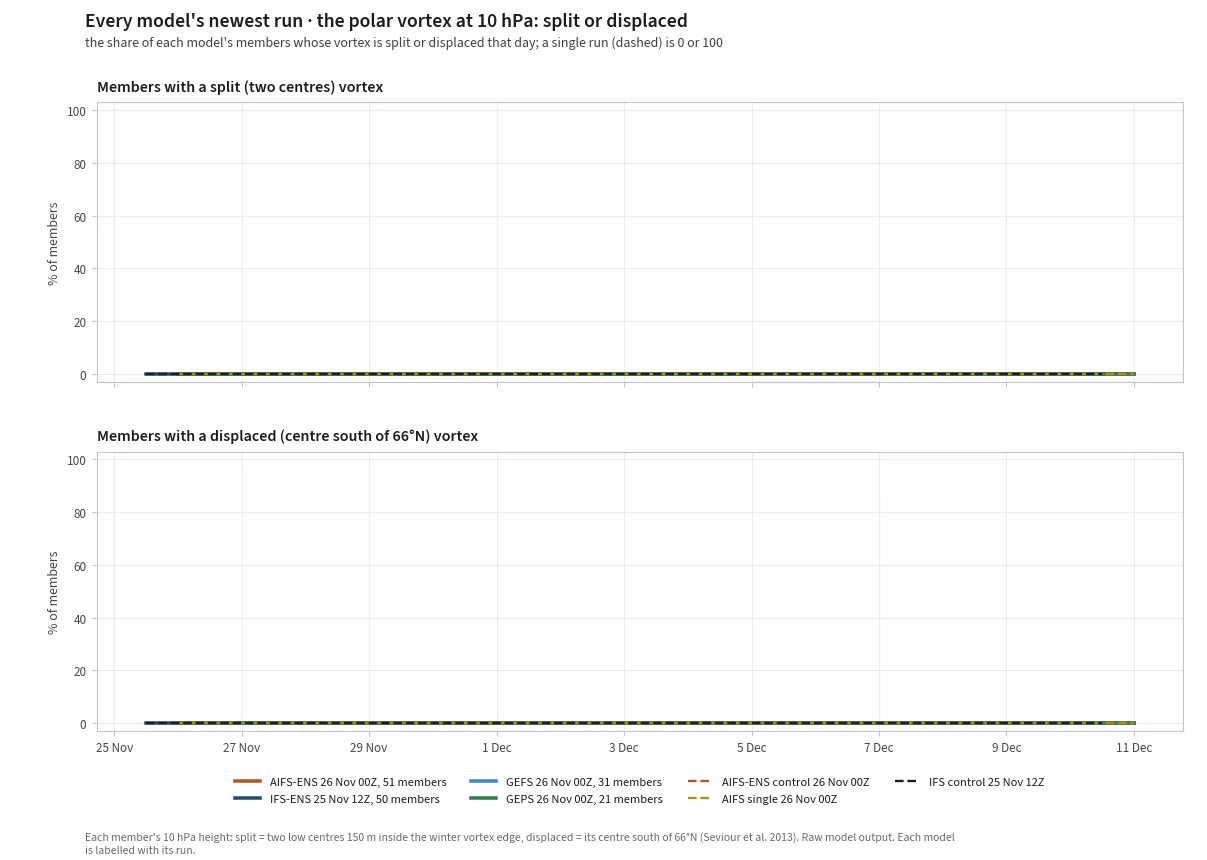 Every model's newest run · the polar vortex at 10 hPa: split or displaced
the share of each model's members whose vortex is split or displaced that day; a single run (dashed) is 0 or 100
Members with a split (two centres) vortex
100
80
60
40
20
0
% of members
Members with a displaced (centre south of 66°N) vortex
100
80
60
40
20
0
% of members
25 Nov 27 Nov 29 Nov 1 Dec 3 Dec 5 Dec 7 Dec 9 Dec 11 Dec
AIFS-ENS 26 Nov 00Z, 51 members GEFS 26 Nov 00Z, 31 members AIFS-ENS control 26 Nov 00Z IFS control 25 Nov 12Z
IFS-ENS 25 Nov 12Z, 50 members GEPS 26 Nov 00Z, 21 members AIFS single 26 Nov 00Z
Each member's 10 hPa height: split = two low centres 150 m inside the winter vortex edge, displaced = its centre south of 66°N (Seviour et al. 2013). Raw model output. Each model
is labelled with its run.